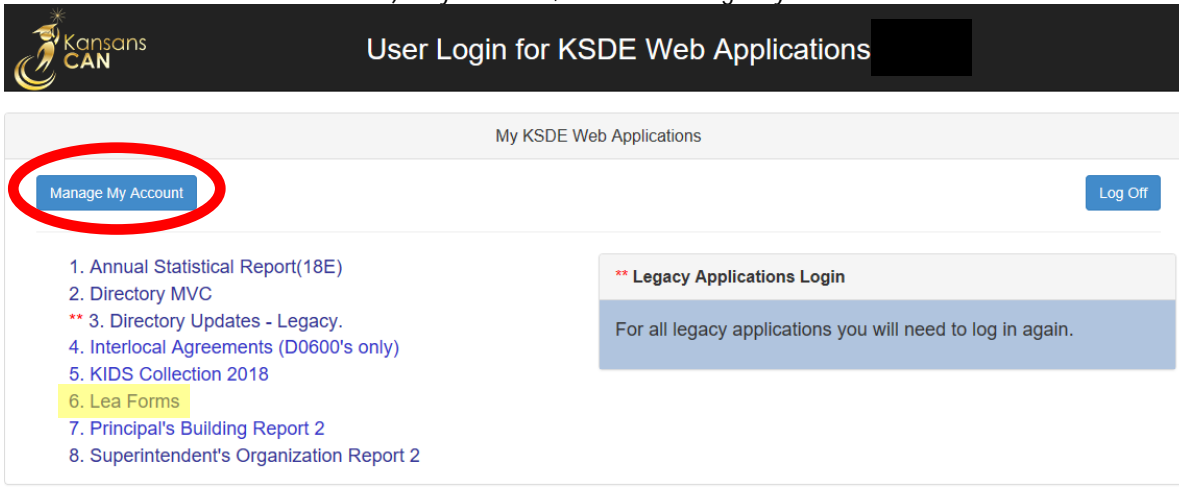 Kansans
CAN
User Login for KSDE Web Applications
My KSDE Web Applications
Manage My Account
Log Off
1. Annual Statistical Report(18E)
2. Directory MVC
** 3. Directory Updates - Legacy.
4. Interlocal Agreements (D0600's only)
5. KIDS Collection 2018
6. Lea Forms
7. Principal's Building Report 2
8. Superintendent's Organization Report 2
** Legacy Applications Login
For all legacy applications you will need to log in again.